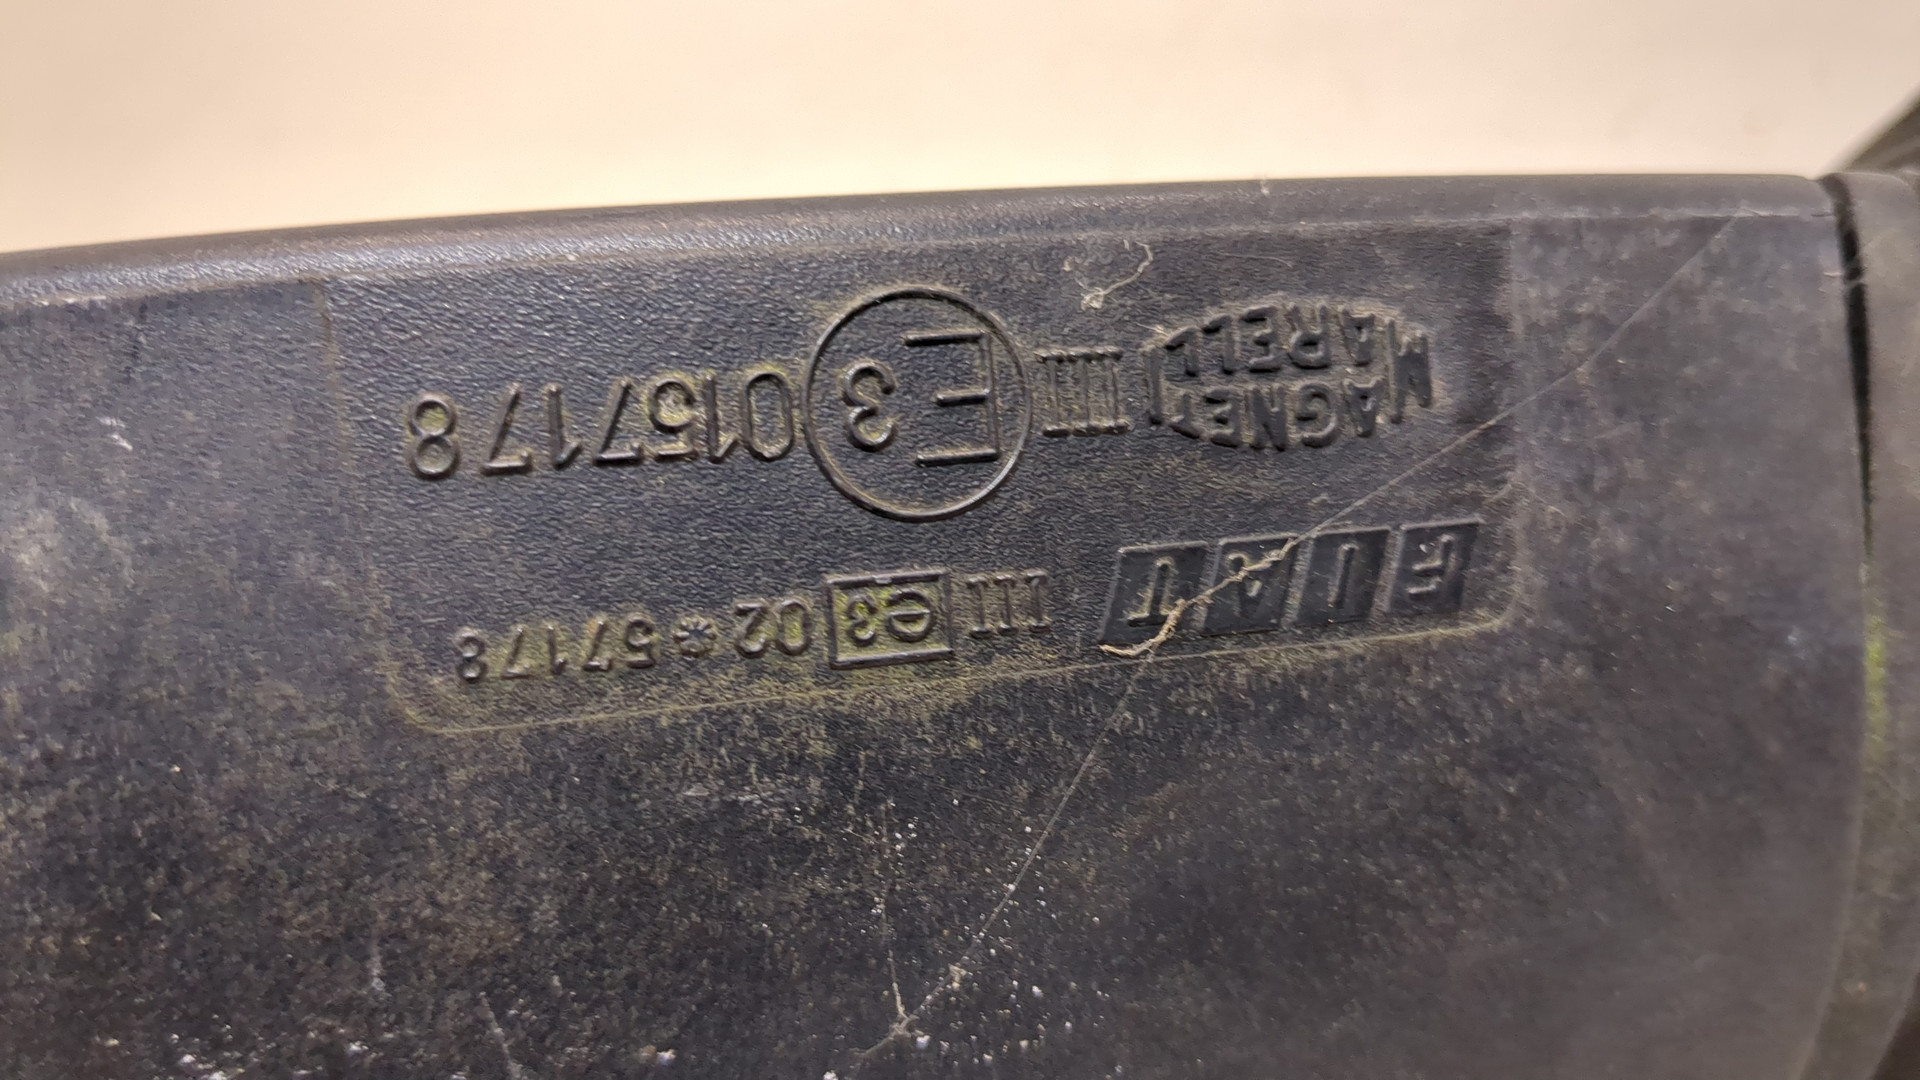 FIAT III e3 02*57178
MAGNETI MARELLI III E3 0157178